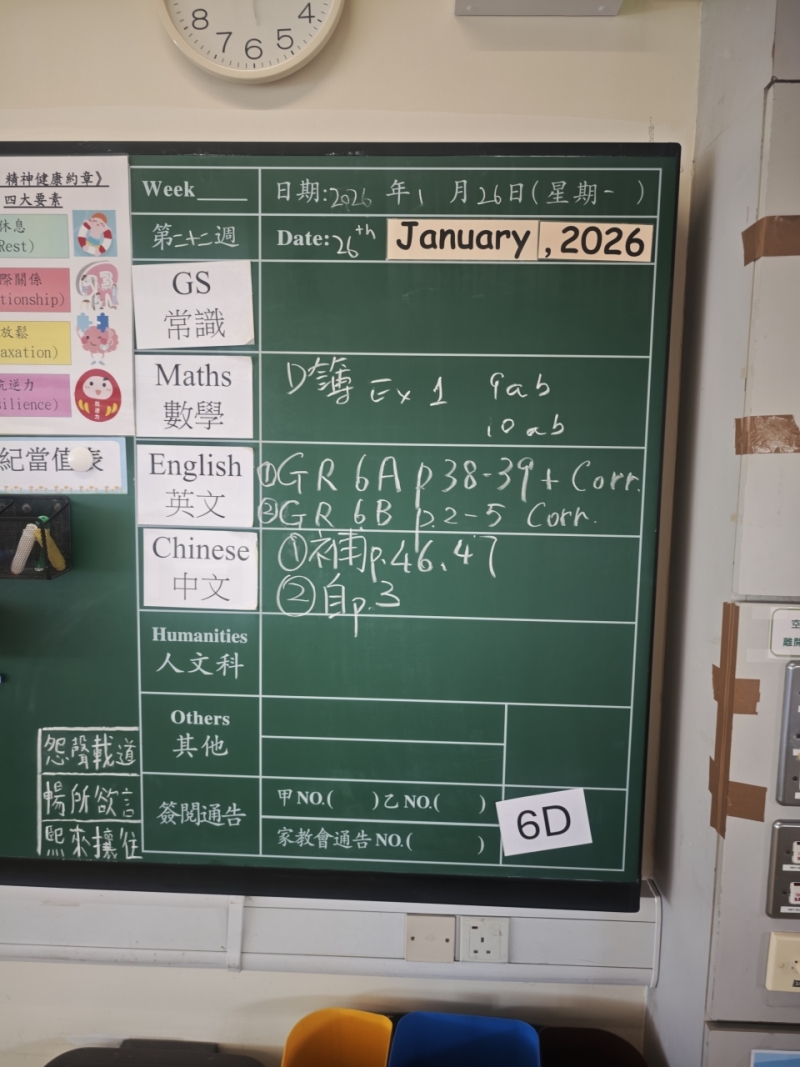 8 7 6 5 4
精神健康約章》
四大要素
休息
Rest)
際關係
tionship)
放鬆
axation)
抗逆力
silience)
紀當值表
Week____ 日期:2026 年 1 月 26 日(星期一 )
第二十二週 Date: 26th January , 2026
GS
常識
Maths
數學
D簿 Ex 1 9ab
10ab
English
英文
①GR 6A p38-39 + Corr.
②GR 6B p.2-5 Corr.
Chinese
中文
①補p.46.47
②自p.3
Humanities
人文科
Others
其他
簽閱通告
甲NO.( )乙NO.( )
家教會通告NO.( )
6D
怨聲載道
暢所欲言
熙來攘往
空
離開